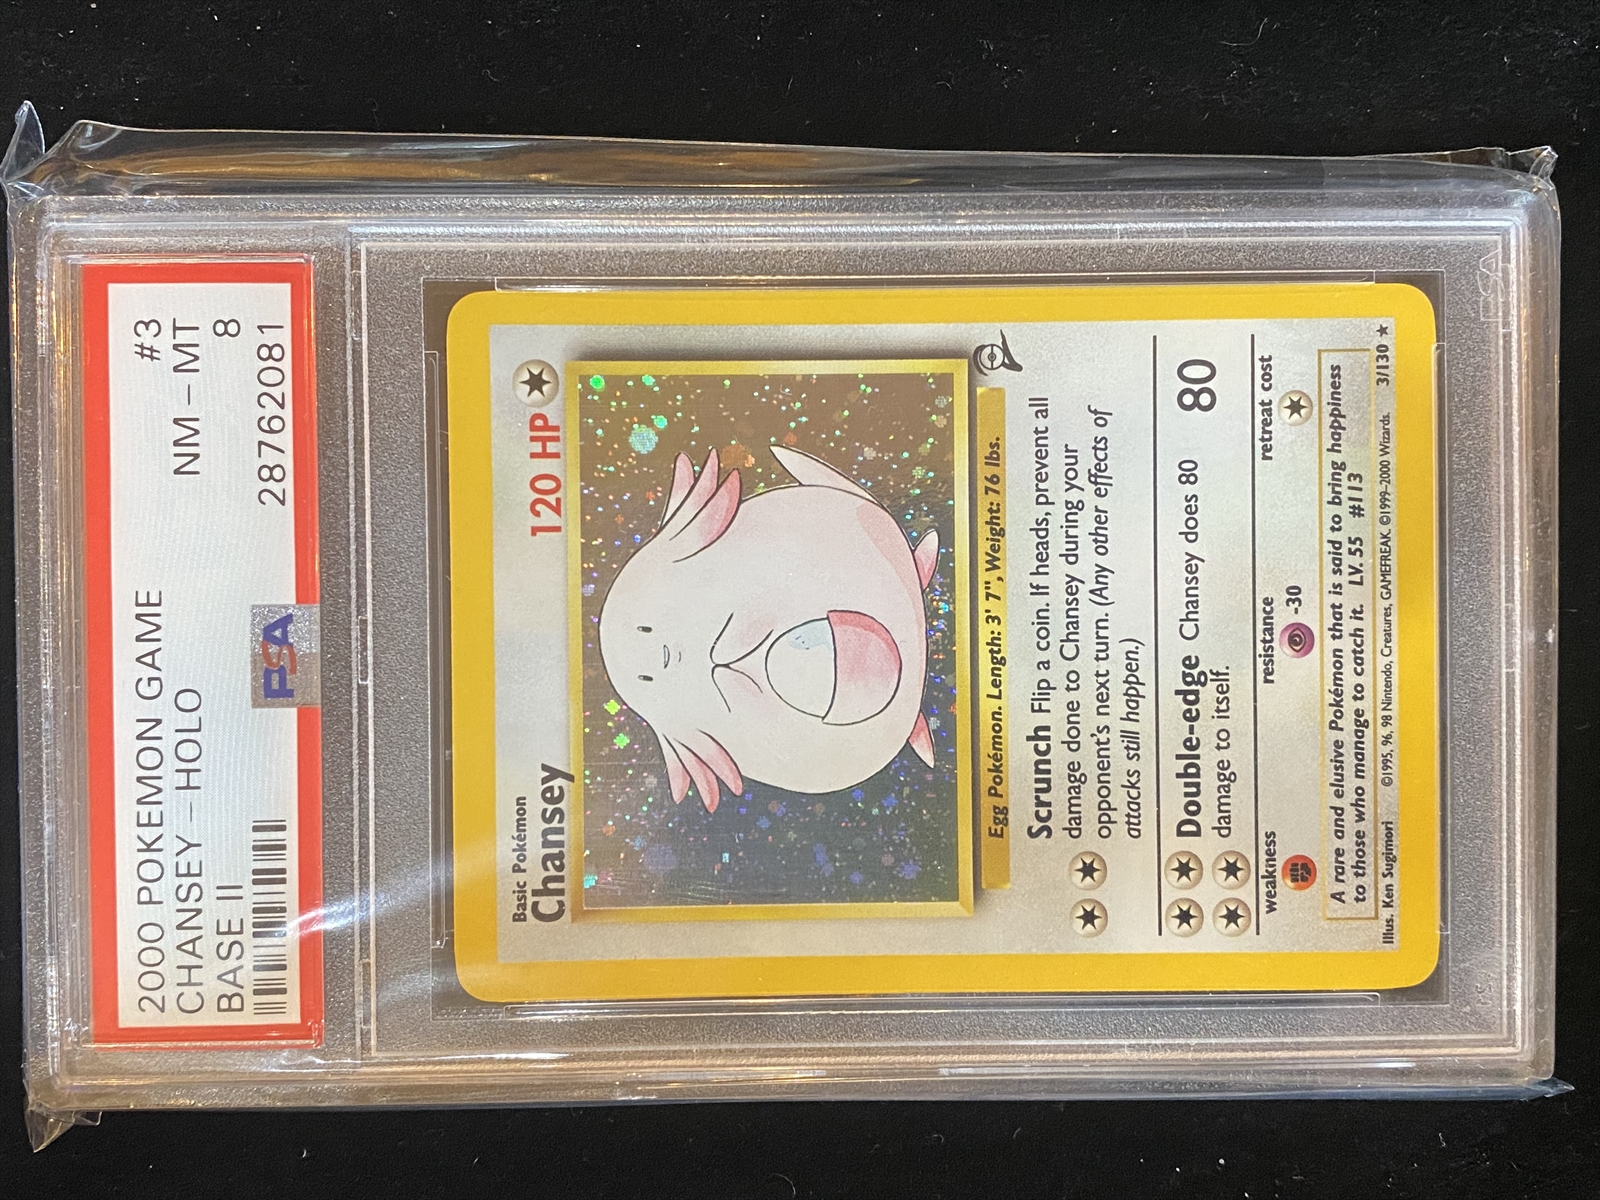 2000 POKEMON GAME #3
CHANSEY - HOLO NM - MT
BASE II 8
28762081
PSA
Basic Pokémon
Chansey 120 HP
Egg Pokémon. Length: 3' 7", Weight: 76 lbs.
Scrunch Flip a coin. If heads, prevent all
damage done to Chansey during your
opponent's next turn. (Any other effects of
attacks still happen.)
Double-edge Chansey does 80 80
damage to itself.
weakness resistance retreat cost
-30
A rare and elusive Pokémon that is said to bring happiness
to those who manage to catch it. LV. 55 #113
Illus. Ken Sugimori ©1995, 96, 98 Nintendo, Creatures, GAMEFREAK. ©1999-2000 Wizards. 3/130 ★
PSA